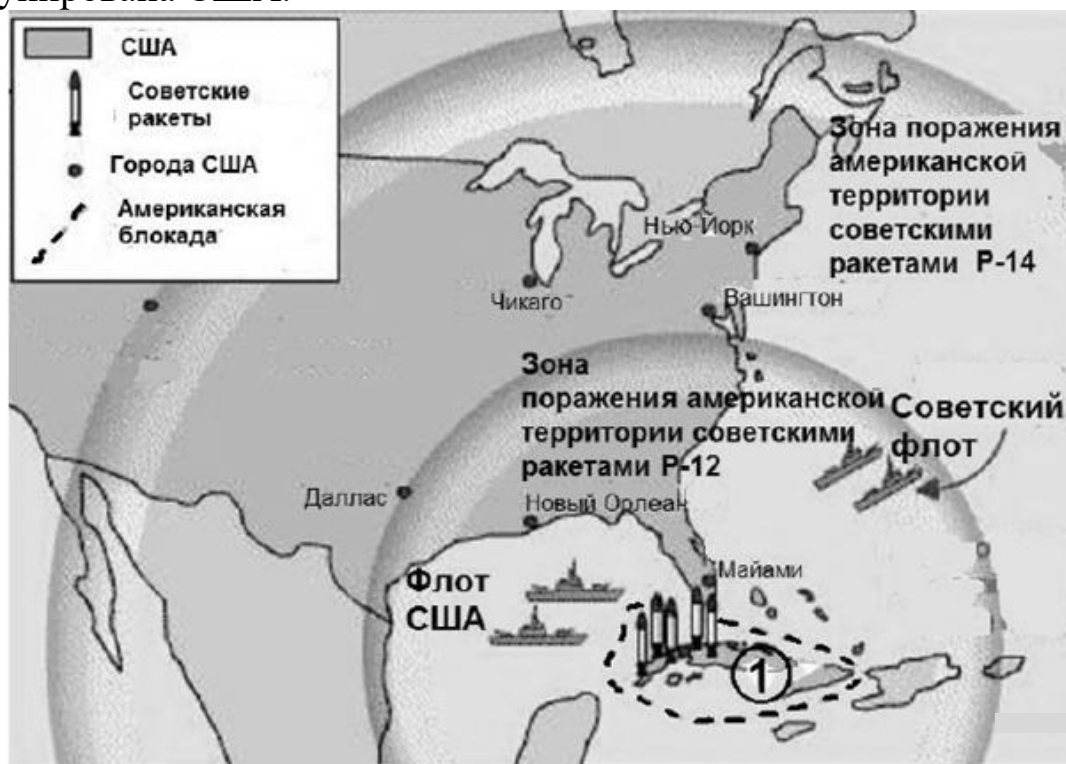 США
Советские
ракеты
Города США
Американская
блокада
Зона поражения
американской
территории
советскими
ракетами Р-14
Нью-Йорк
Чикаго
Вашингтон
Зона
поражения американской
территории советскими
ракетами Р-12
Советский
флот
Даллас
Новый Орлеан
Майами
Флот
США
1